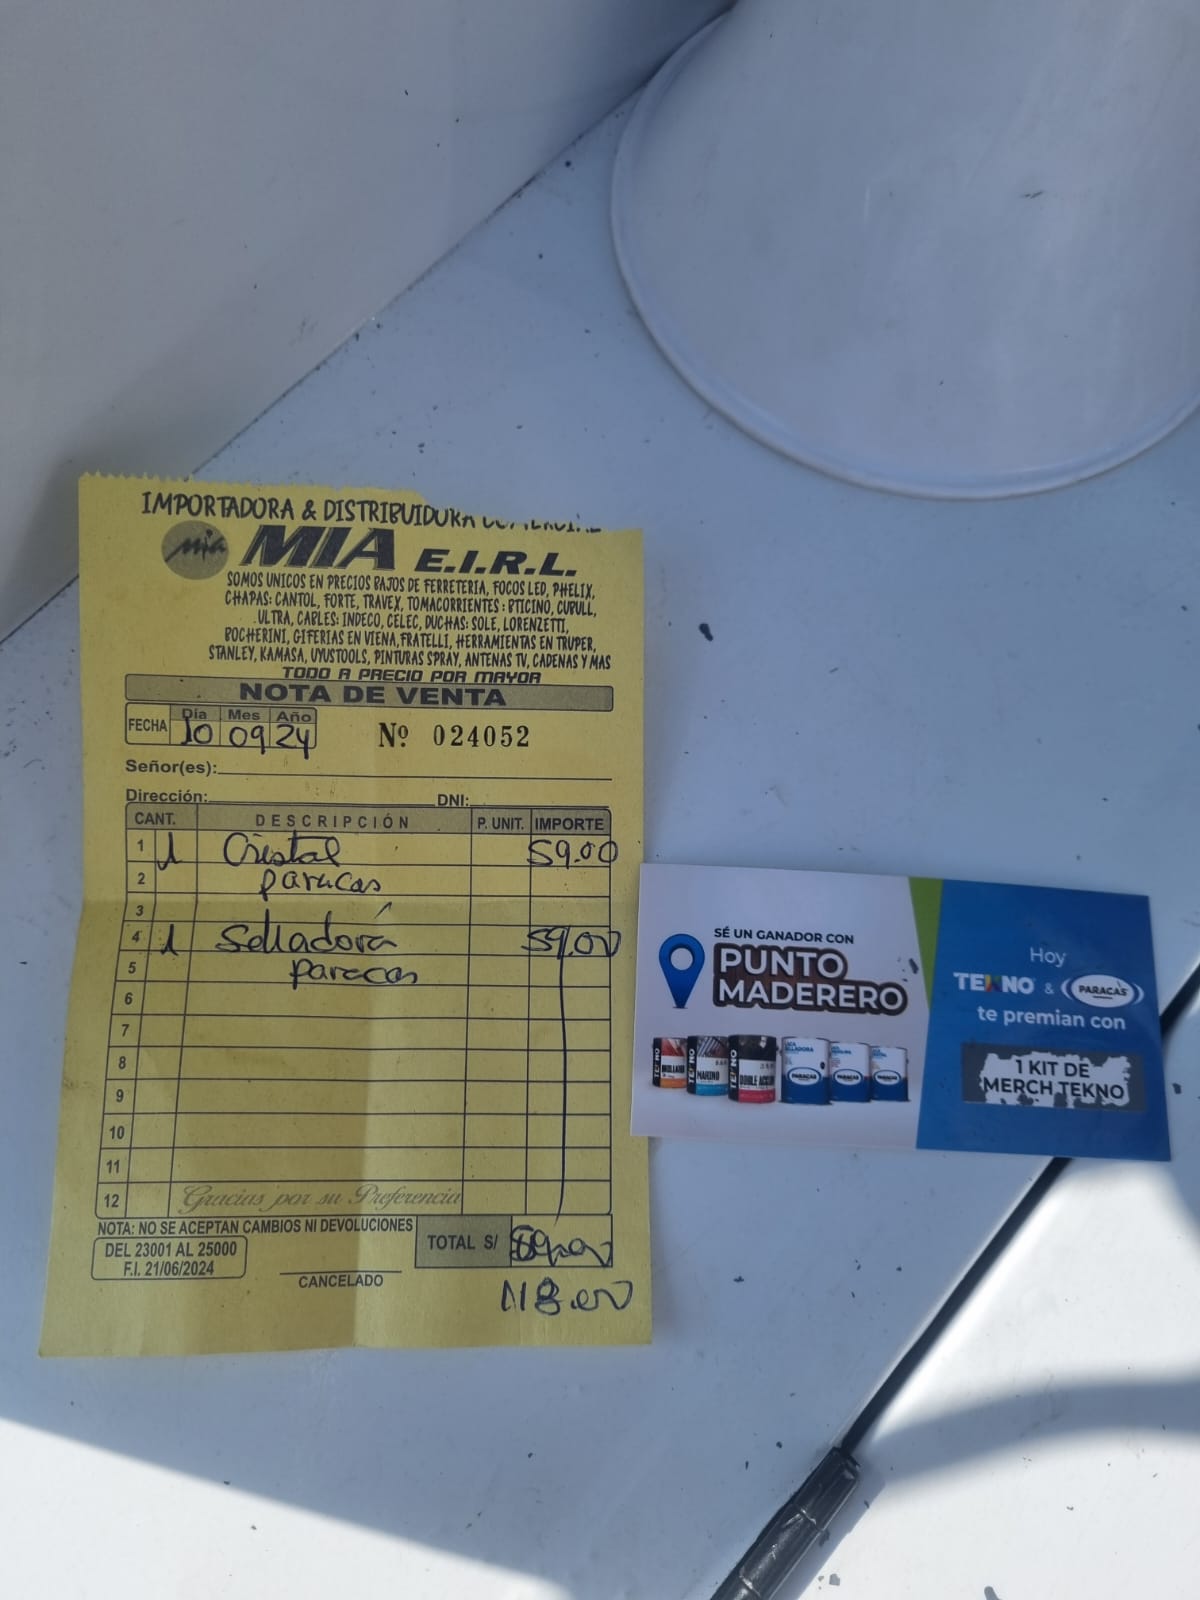 IMPORTADORA & DISTRIBUIDORA COMERCIAL
mia MIA E.I.R.L.
SOMOS UNICOS EN PRECIOS BAJOS DE FERRETERIA, FOCOS LED, PHELIX,
CHAPAS: CANTOL, FORTE, TRAVEX, TOMACORRIENTES : BTICINO, CUBULL,
ULTRA, CABLES: INDECO, CELEC, DUCHAS: SOLE, LORENZETTI,
BOCHERINI, GIFERIAS EN VIENA, FRATELLI, HERRAMIENTAS EN TRUPER,
STANLEY, KAMASA, UYUSTOOLS, PINTURAS SPRAY, ANTENAS TV, CADENAS Y MAS
TODO A PRECIO POR MAYOR
NOTA DE VENTA
FECHA Día Mes Año
10 09 24 Nº 024052
Señor(es):
Dirección: DNI:
CANT. DESCRIPCIÓN P. UNIT. IMPORTE
1 1 Cristal 59.00
2 paracas
3
4 1 Selladora 59.00
5 paracas
6
7
8
9
10
11
12 Gracias por su Preferencia
NOTA: NO SE ACEPTAN CAMBIOS NI DEVOLUCIONES
DEL 23001 AL 25000
F.I. 21/06/2024
CANCELADO
TOTAL S/
118.00
SÉ UN GANADOR CON
PUNTO
MADERERO
TEKNO
MARINO
TEKNO
DOBLE ACCIÓN
SELLADORA
PARACAS
PARACAS
PARACAS
Hoy
TEKNO & PARACAS
te premian con
1 KIT DE
MERCH TEKNO